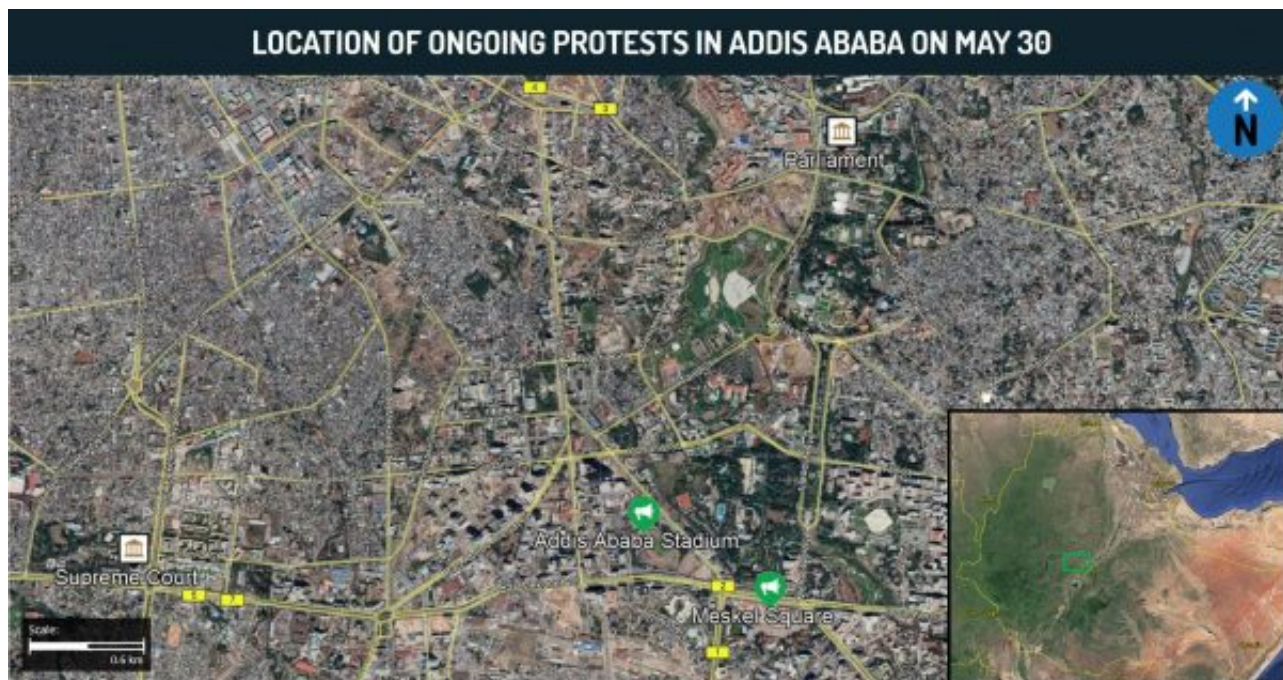 LOCATION OF ONGOING PROTESTS IN ADDIS ABABA ON MAY 30
N
4
3
Parliament
Addis Ababa Stadium
Supreme Court
2
5
7
Meskel Square
1
Scale:
0.6 km